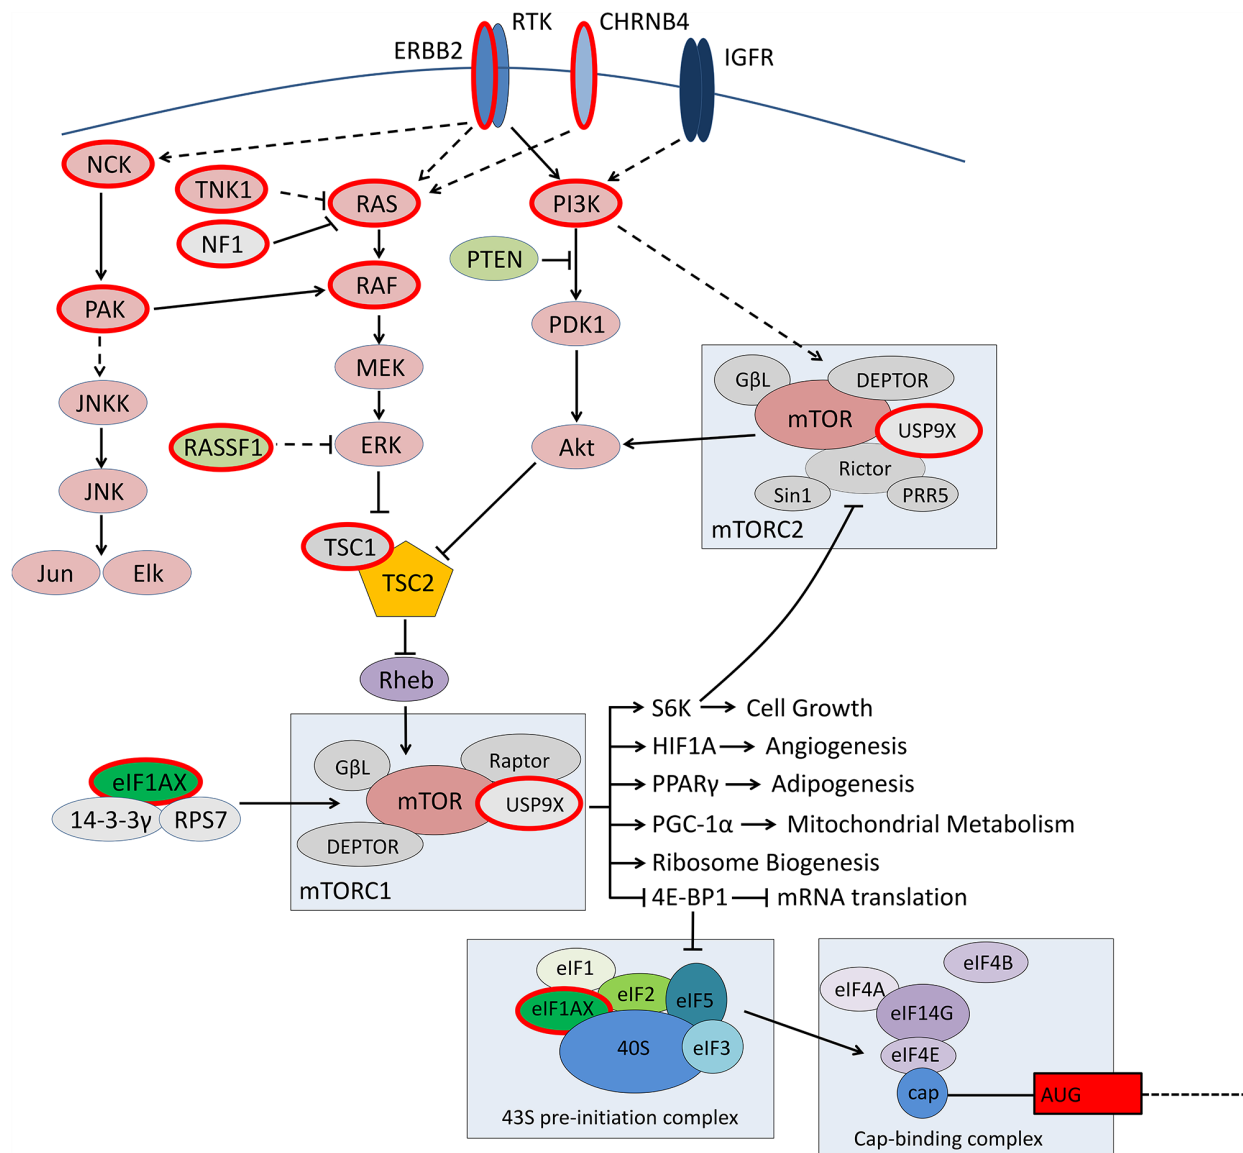 RTK
CHRNB4
ERBB2
IGFR
NCK
TNK1
RAS
PI3K
NF1
PTEN
RAF
PAK
PDK1
MEK
GβL
DEPTOR
JNKK
mTOR
USP9X
RASSF1
ERK
Akt
Rictor
JNK
Sin1
PRR5
mTORC2
TSC1
Jun
Elk
TSC2
Rheb
S6K
Cell Growth
HIF1A
Angiogenesis
GβL
Raptor
eIF1AX
PPARγ
Adipogenesis
mTOR
USP9X
14-3-3γ
RPS7
PGC-1α
Mitochondrial Metabolism
DEPTOR
Ribosome Biogenesis
mTORC1
4E-BP1
mRNA translation
eIF1
eIF4B
eIF2
eIF5
eIF4A
eIF1AX
eIF14G
40S
eIF3
eIF4E
cap
AUG
43S pre-initiation complex
Cap-binding complex